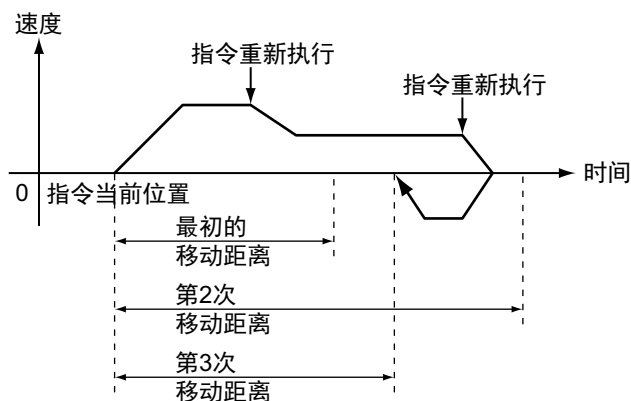 速度
指令重新执行
指令重新执行
时间
0 指令当前位置
最初的
移动距离
第2次
移动距离
第3次
移动距离